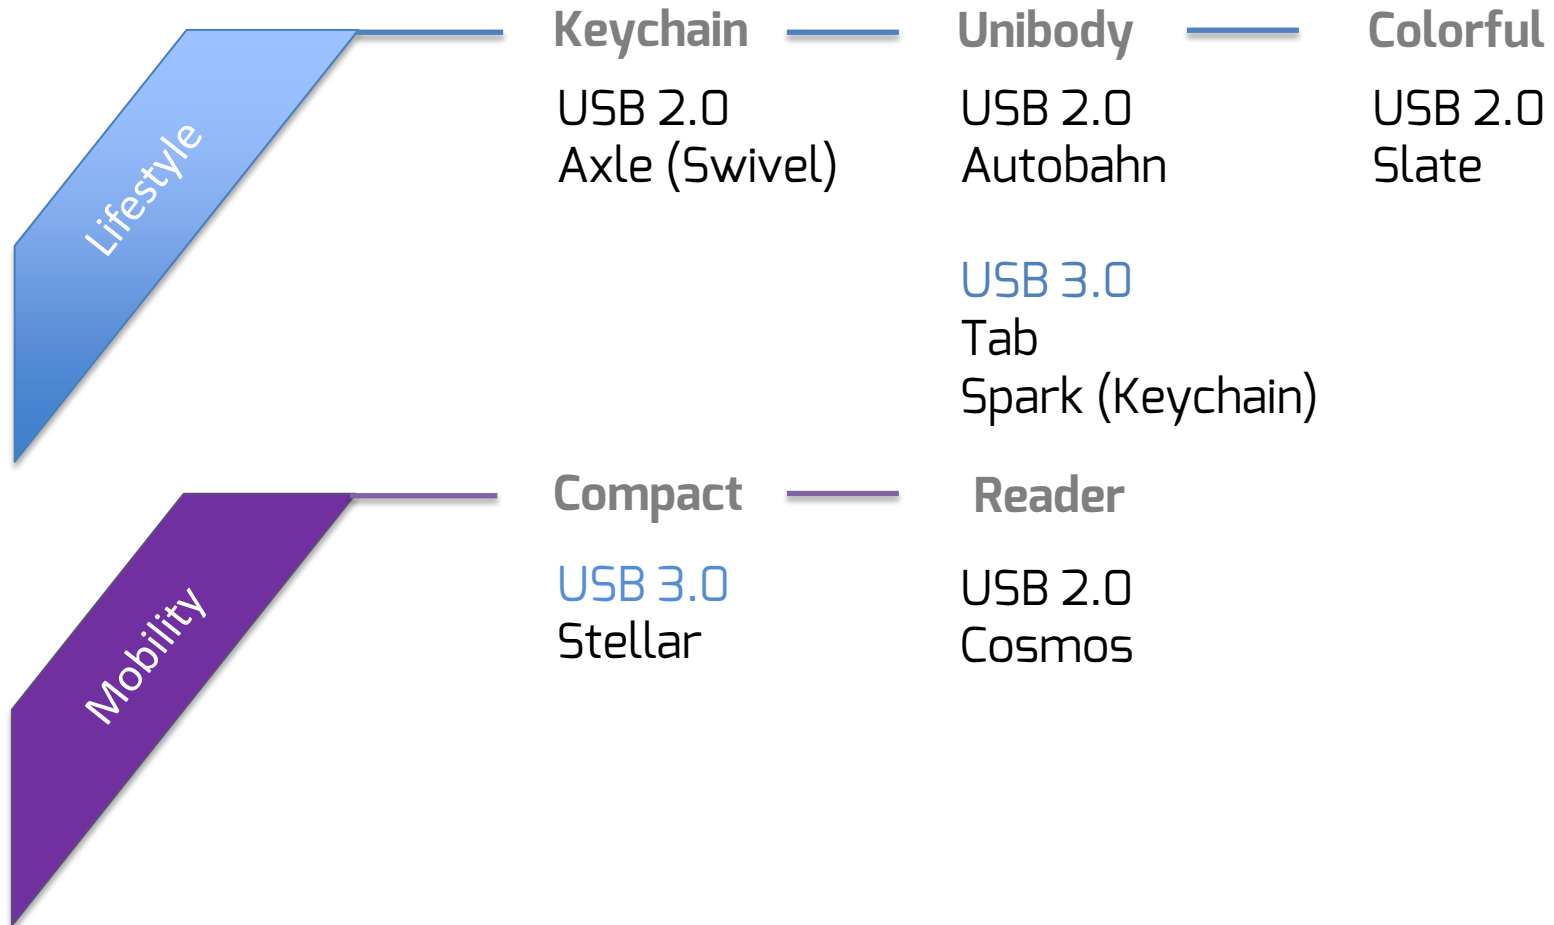 Lifestyle
Keychain
USB 2.0
Axle (Swivel)
Unibody
USB 2.0
Autobahn
USB 3.0
Tab
Spark (Keychain)
Colorful
USB 2.0
Slate
Mobility
Compact
USB 3.0
Stellar
Reader
USB 2.0
Cosmos